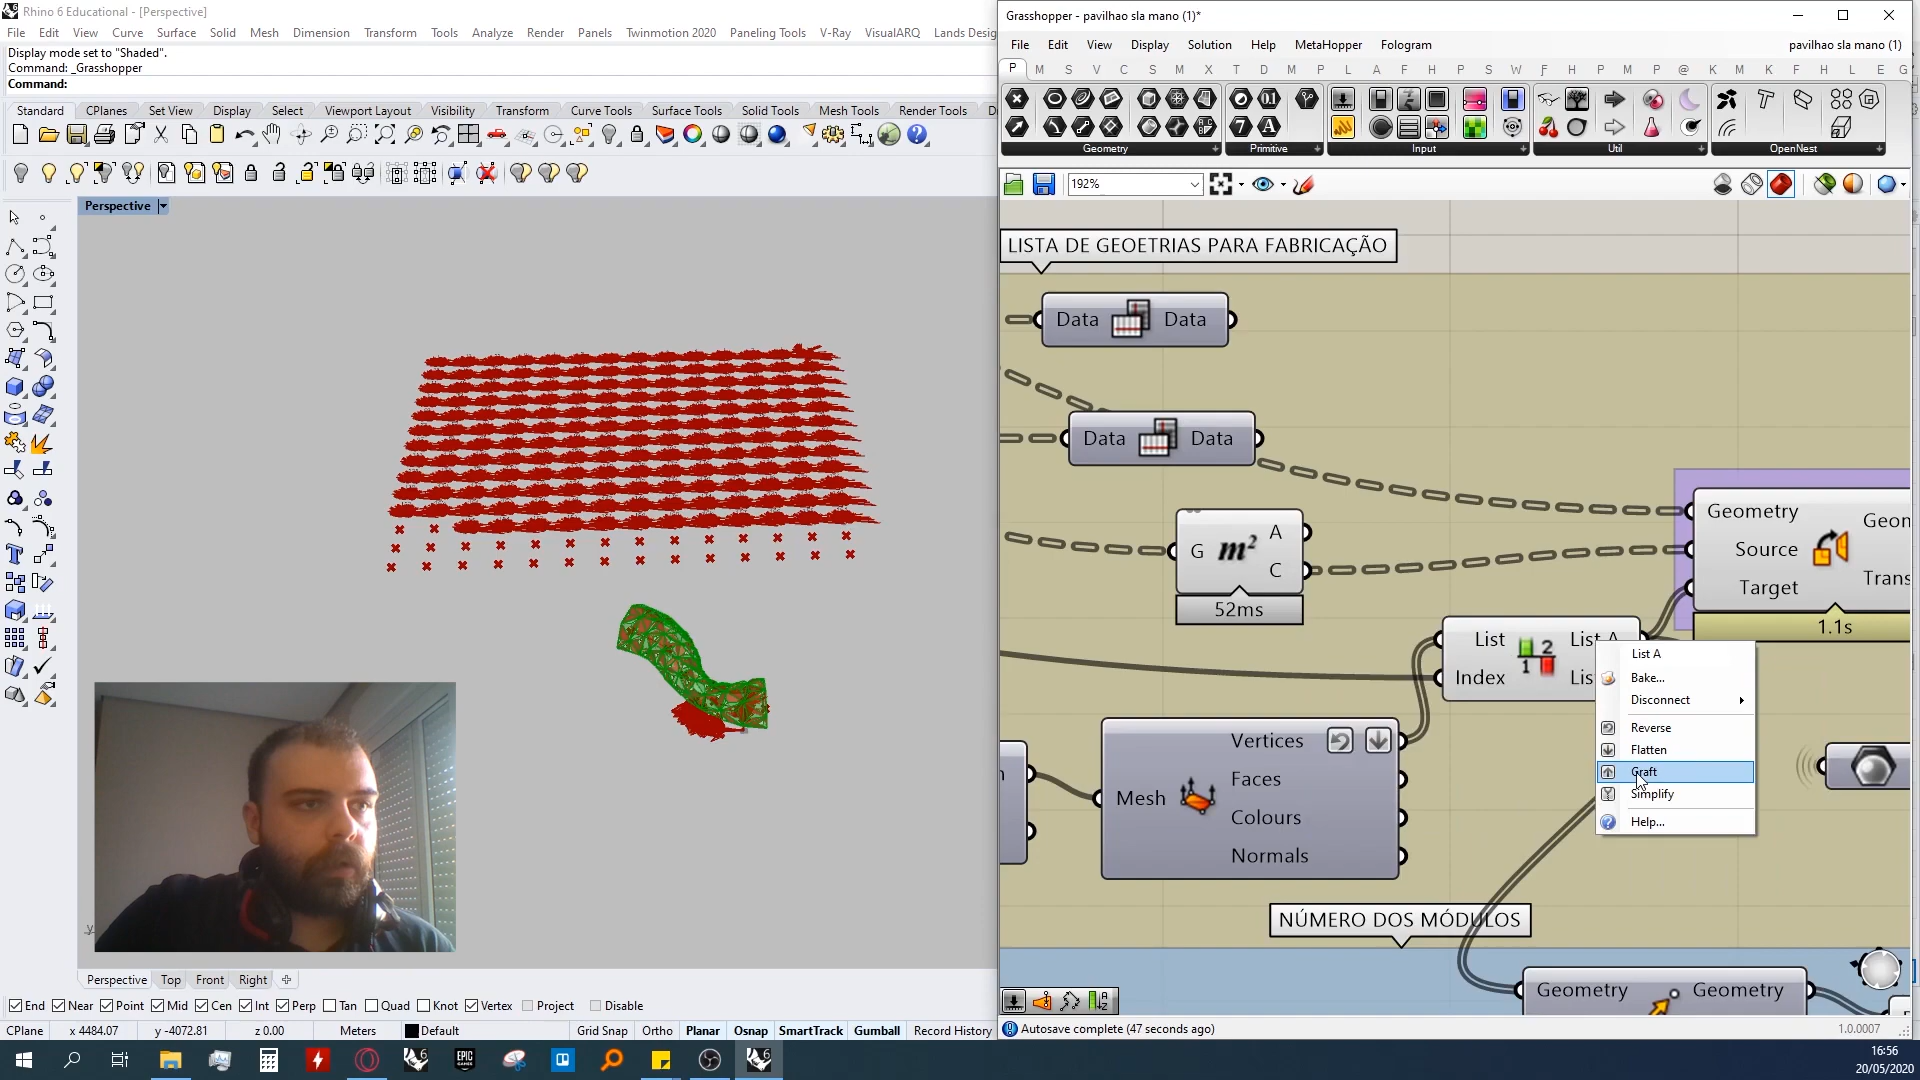 Rhino 6 Educational - [Perspective]
File Edit View Curve Surface Solid Mesh Dimension Transform Tools Analyze Render Panels Twinmotion 2020 Paneling Tools V-Ray VisualARQ Lands Desig
Display mode set to "Shaded".
Command: _Grasshopper
Command:
Standard CPlanes Set View Display Select Viewport Layout Visibility Transform Curve Tools Surface Tools Solid Tools Mesh Tools Render Tools D
Perspective
Perspective Top Front Right
End Near Point Mid Cen Int Perp Tan Quad Knot Vertex Project Disable
CPlane x 4484.07 y -4072.81 z 0.00 Meters Default Grid Snap Ortho Planar Osnap SmartTrack Gumball Record History
Grasshopper - pavilhao sla mano (1)*
File Edit View Display Solution Help MetaHopper Fologram pavilhao sla mano (1)
P M S V C S M X T D M P L A F H P S W F H M P @ K M K F H L E G
Geometry Primitive Input Util OpenNest
192%
LISTA DE GEOETRIAS PARA FABRICAÇÃO
Data Data
Data Data
G m² A
C
52ms
Geometry Geon
Source
Target Trans
1.1s
List List A
Index Lis
List A
Bake...
Disconnect
Reverse
Flatten
Graft
Simplify
Help...
Mesh Vertices
Faces
Colours
Normals
NÚMERO DOS MÓDULOS
Geometry Geometry
Autosave complete (47 seconds ago)
1.0.0007
16:56
20/05/2020